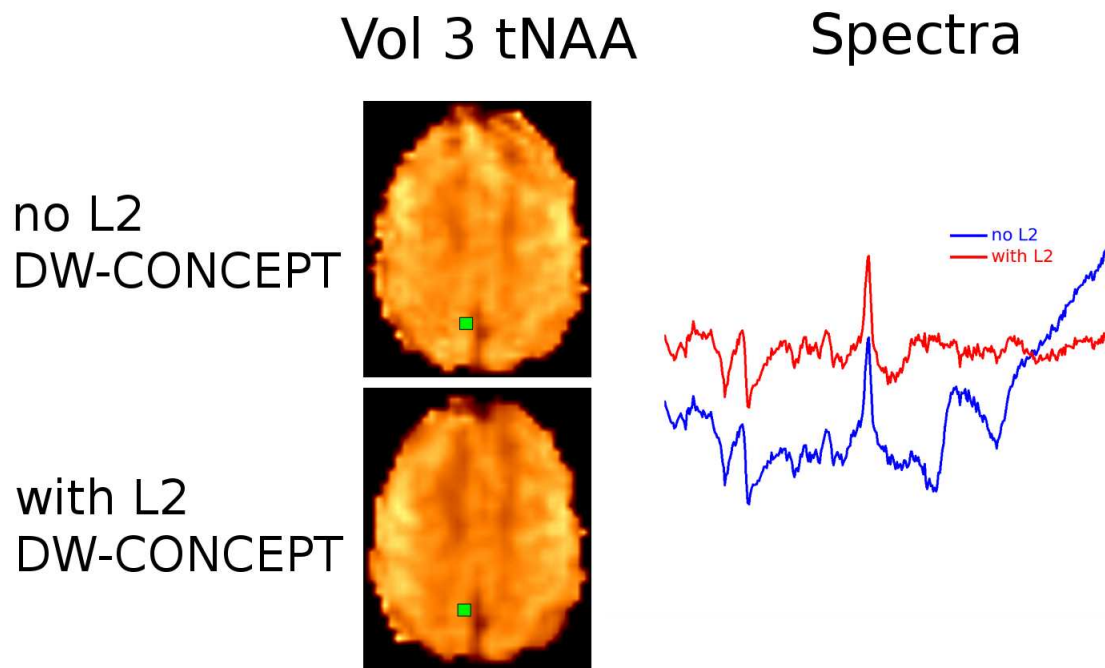 Vol 3 tNAA
Spectra
no L2
DW-CONCEPT
no L2
with L2
with L2
DW-CONCEPT